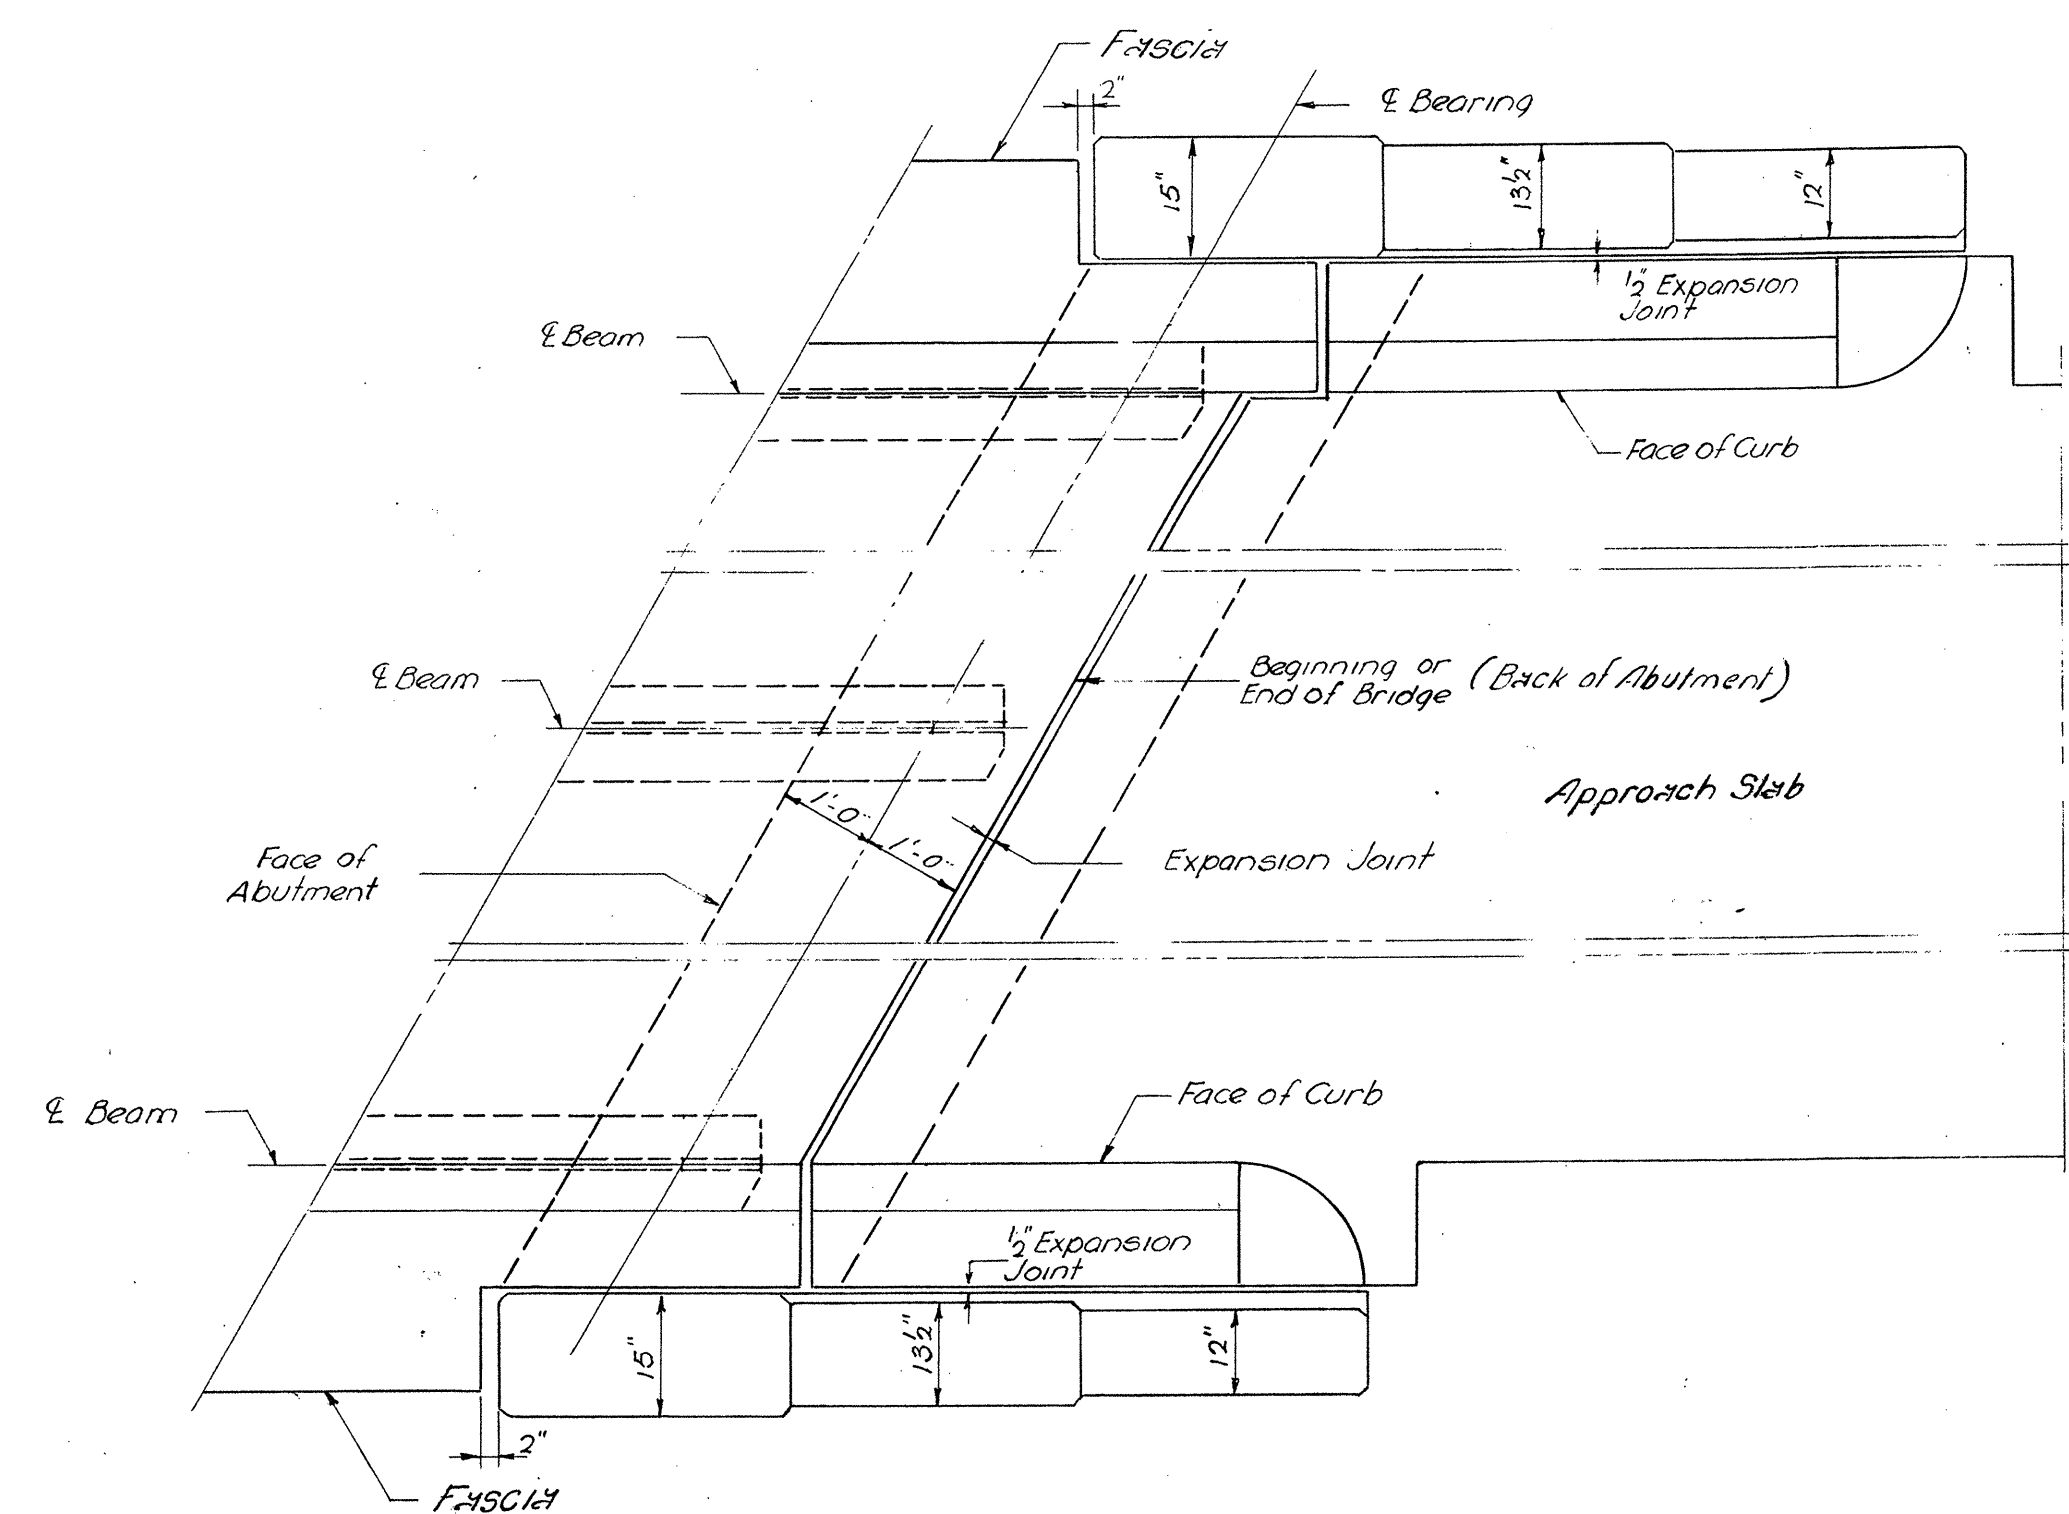 Fascia
2"
℄ Bearing
15"
13½"
12"
½" Expansion
Joint
℄ Beam
Face of Curb
℄ Beam
Beginning or (Back of Abutment)
End of Bridge
Approach Slab
1'-0"
1'-0"
Face of
Abutment
Expansion Joint
℄ Beam
Face of Curb
½" Expansion
Joint
15"
13½"
12"
2"
Fascia